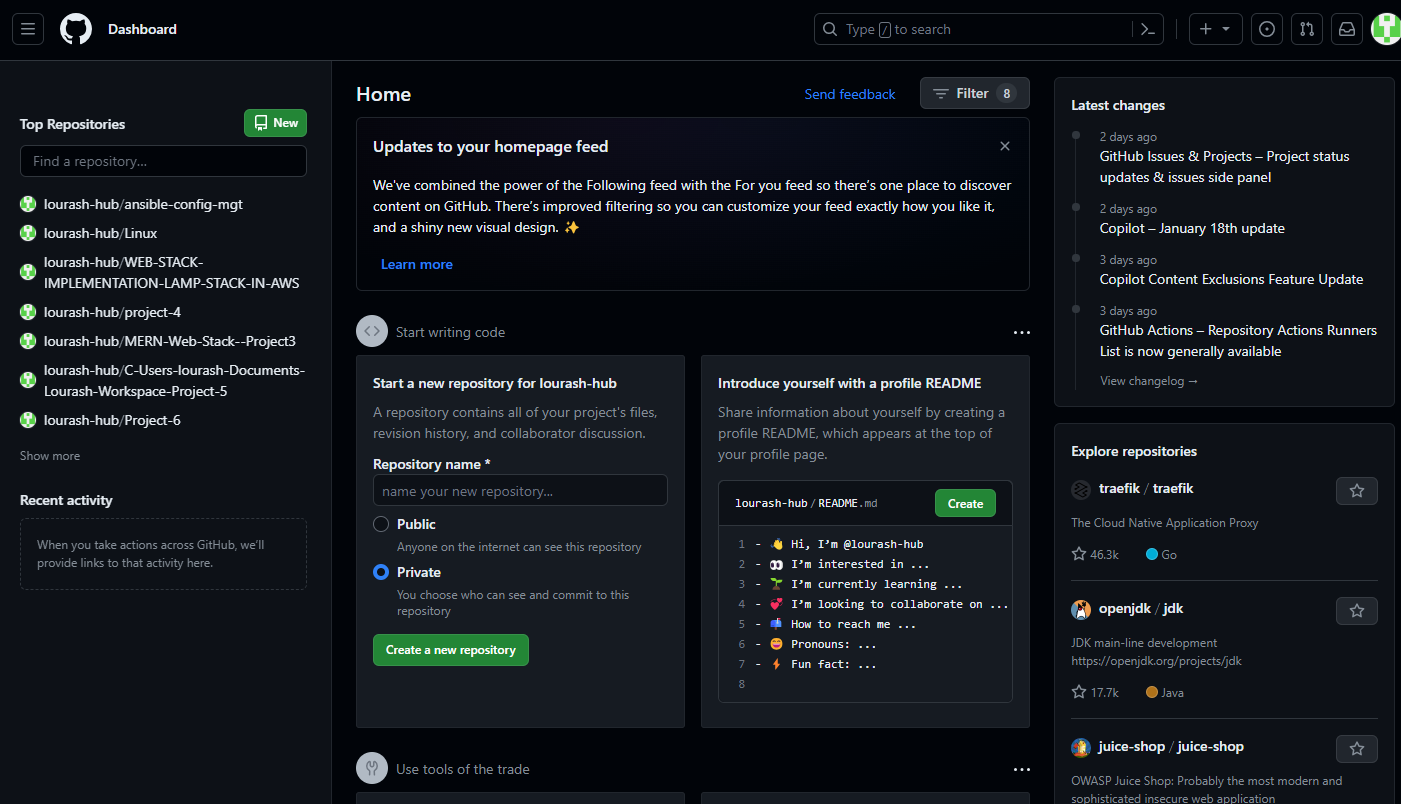 Dashboard
Type / to search
Top Repositories
New
Find a repository...
lourash-hub/ansible-config-mgt
lourash-hub/Linux
lourash-hub/WEB-STACK-
IMPLEMENTATION-LAMP-STACK-IN-AWS
lourash-hub/project-4
lourash-hub/MERN-Web-Stack--Project3
lourash-hub/C-Users-lourash-Documents-
Lourash-Workspace-Project-5
lourash-hub/Project-6
Show more
Recent activity
When you take actions across GitHub, we'll
provide links to that activity here.
Home
Send feedback
Filter 8
Updates to your homepage feed
We've combined the power of the Following feed with the For you feed so there's one place to discover
content on GitHub. There's improved filtering so you can customize your feed exactly how you like it,
and a shiny new visual design. ✨
Learn more
Start writing code
Start a new repository for lourash-hub
A repository contains all of your project's files,
revision history, and collaborator discussion.
Repository name *
name your new repository...
Public
Anyone on the internet can see this repository
Private
You choose who can see and commit to this
repository
Create a new repository
Introduce yourself with a profile README
Share information about yourself by creating a
profile README, which appears at the top of
your profile page.
lourash-hub / README.md
Create
1 - 👋 Hi, I'm @lourash-hub
2 - 👀 I'm interested in ...
3 - 🌱 I'm currently learning ...
4 - 💞️ I'm looking to collaborate on ...
5 - 📫 How to reach me ...
6 - 😄 Pronouns: ...
7 - ⚡ Fun fact: ...
8
Use tools of the trade
Latest changes
2 days ago
GitHub Issues & Projects – Project status
updates & issues side panel
2 days ago
Copilot – January 18th update
3 days ago
Copilot Content Exclusions Feature Update
3 days ago
GitHub Actions – Repository Actions Runners
List is now generally available
View changelog →
Explore repositories
traefik / traefik
The Cloud Native Application Proxy
46.3k Go
openjdk / jdk
JDK main-line development
https://openjdk.org/projects/jdk
17.7k Java
juice-shop / juice-shop
OWASP Juice Shop: Probably the most modern and
sophisticated insecure web application